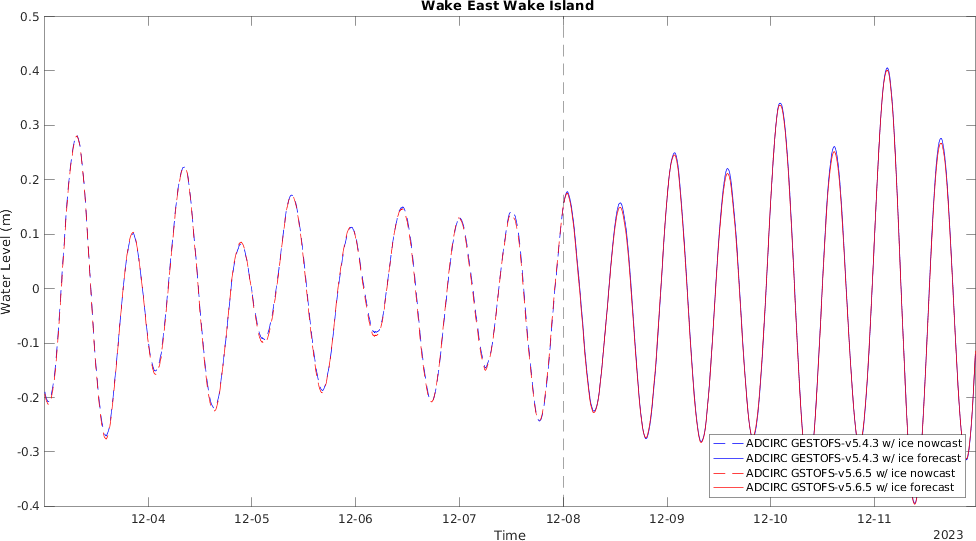 Wake East Wake Island
0.5
0.4
0.3
0.2
0.1
0
-0.1
-0.2
-0.3
-0.4
Water Level (m)
ADCIRC GESTOFS-v5.4.3 w/ ice nowcast
ADCIRC GESTOFS-v5.4.3 w/ ice forecast
ADCIRC GSTOFS-v5.6.5 w/ ice nowcast
ADCIRC GSTOFS-v5.6.5 w/ ice forecast
12-04 12-05 12-06 12-07 12-08 12-09 12-10 12-11
Time
2023